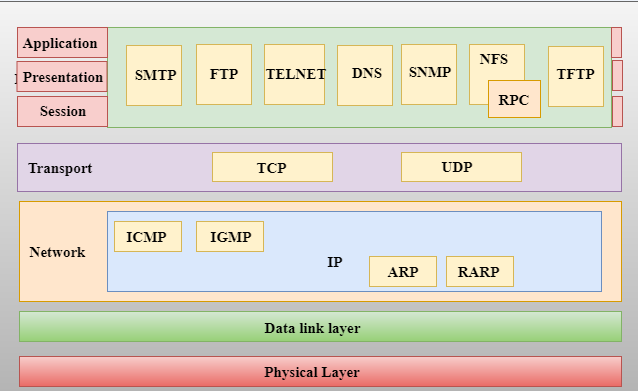 Application
Presentation
Session
SMTP
FTP
TELNET
DNS
SNMP
NFS
RPC
TFTP
Transport
TCP
UDP
Network
ICMP
IGMP
IP
ARP
RARP
Data link layer
Physical Layer